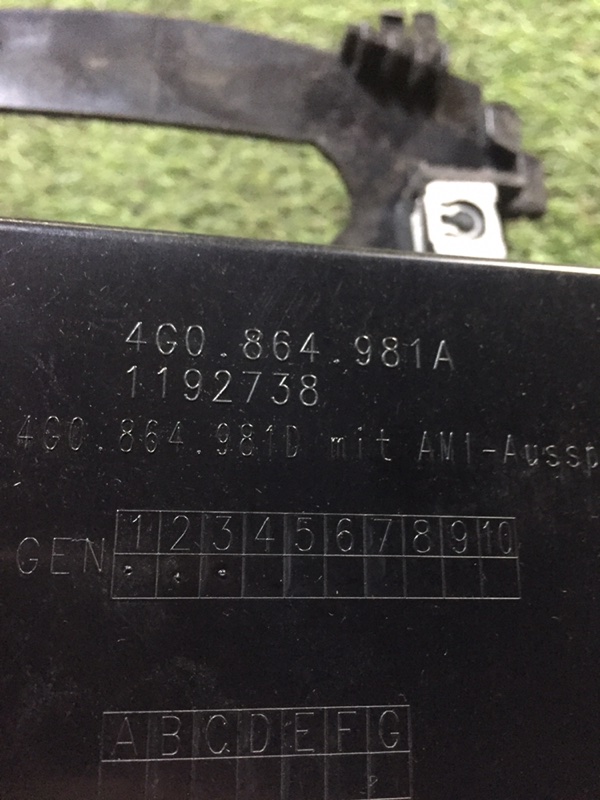 4G0.864.981A
1192738
4G0.864.981D mit AMI-Aussp
GEN 1 2 3 4 5 6 7 8 9 10
A B C D E F G